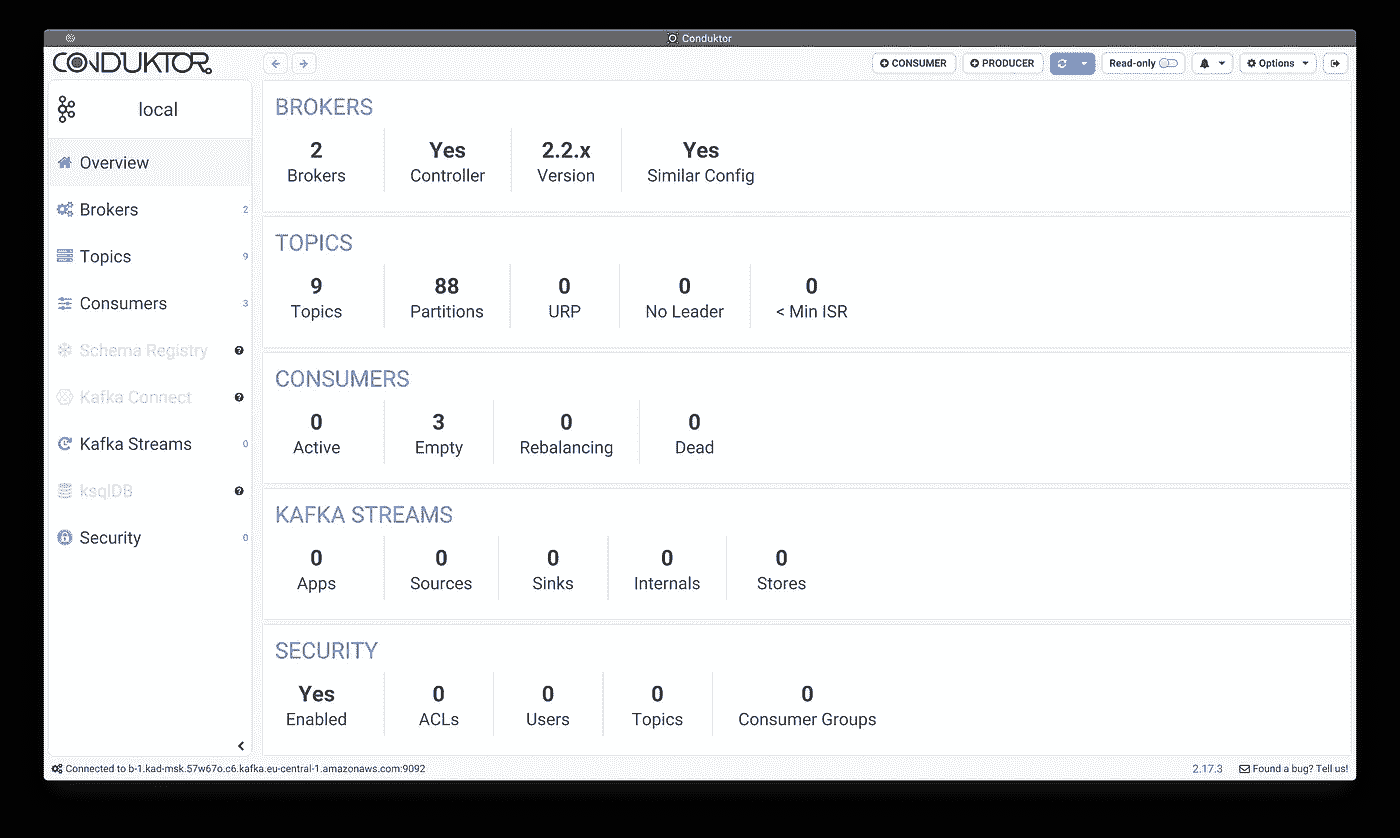 Conduktor
CONDUKTOR
CONSUMER
PRODUCER
Read-only
Options
local
Overview
Brokers 2
Topics 9
Consumers 3
Schema Registry ?
Kafka Connect ?
Kafka Streams 0
ksqlDB ?
Security 0
BROKERS
2 Yes 2.2.x Yes
Brokers Controller Version Similar Config
TOPICS
9 88 0 0 0
Topics Partitions URP No Leader < Min ISR
CONSUMERS
0 3 0 0
Active Empty Rebalancing Dead
KAFKA STREAMS
0 0 0 0 0
Apps Sources Sinks Internals Stores
SECURITY
Yes 0 0 0 0
Enabled ACLs Users Topics Consumer Groups
Connected to b-1.kad-msk.57w67o.c6.kafka.eu-central-1.amazonaws.com:9092
2.17.3 Found a bug? Tell us!